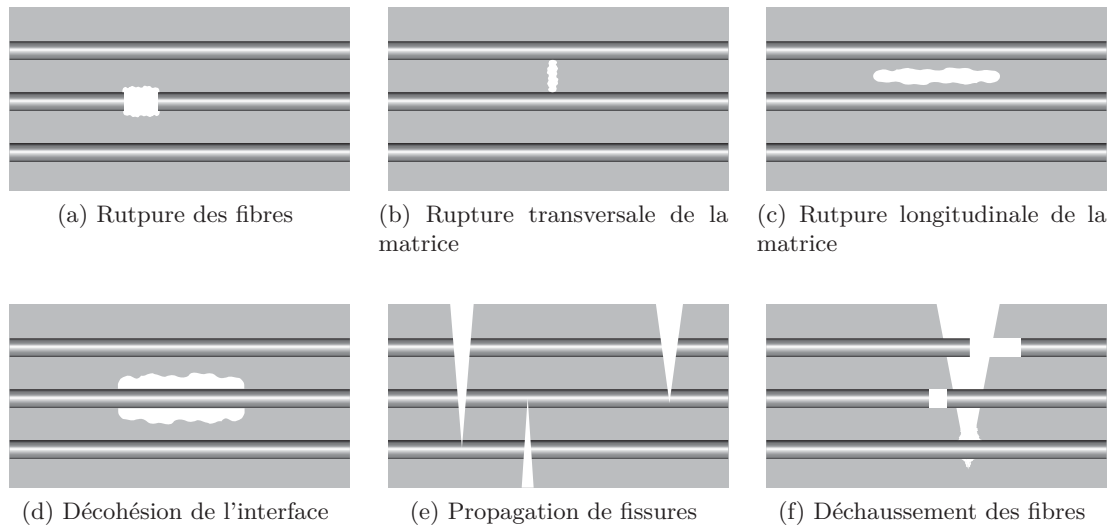 (a) Rutpure des fibres
(b) Rupture transversale de la
matrice
(c) Rutpure longitudinale de la
matrice
(d) Décohésion de l'interface
(e) Propagation de fissures
(f) Déchaussement des fibres